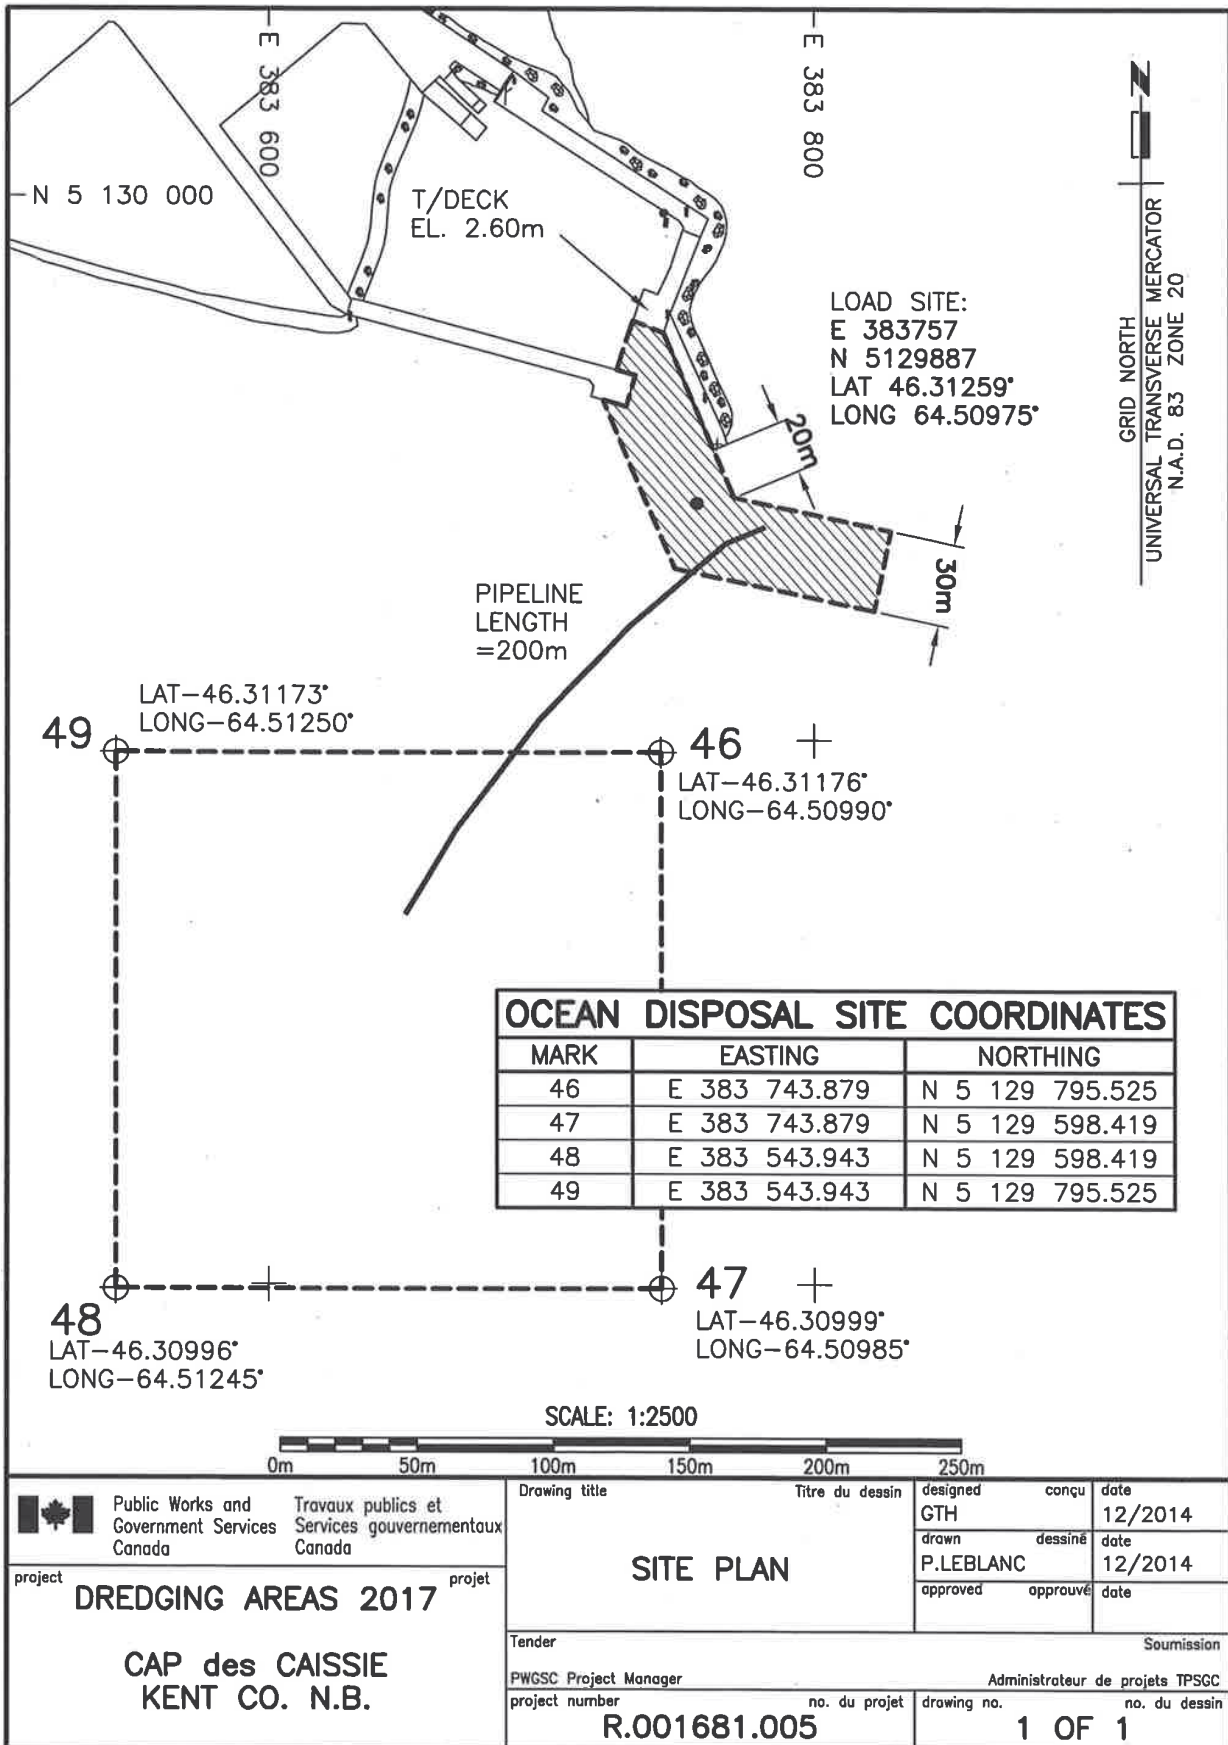 E 383 600
E 383 800
N
N 5 130 000
T/DECK
EL. 2.60m
GRID NORTH
UNIVERSAL TRANSVERSE MERCATOR
N.A.D. 83 ZONE 20
LOAD SITE:
E 383757
N 5129887
LAT 46.31259°
LONG 64.50975°
20m
30m
PIPELINE
LENGTH
=200m
LAT-46.31173°
LONG-64.51250°
49
46
LAT-46.31176°
LONG-64.50990°
OCEAN DISPOSAL SITE COORDINATES
MARK EASTING NORTHING
46 E 383 743.879 N 5 129 795.525
47 E 383 743.879 N 5 129 598.419
48 E 383 543.943 N 5 129 598.419
49 E 383 543.943 N 5 129 795.525
48
LAT-46.30996°
LONG-64.51245°
47
LAT-46.30999°
LONG-64.50985°
SCALE: 1:2500
0m 50m 100m 150m 200m 250m
Public Works and
Government Services
Canada
Travaux publics et
Services gouvernementaux
Canada
Drawing title Titre du dessin
SITE PLAN
designed conçu date
GTH 12/2014
drawn dessiné date
P.LEBLANC 12/2014
approved approuvé date
project projet
DREDGING AREAS 2017
CAP des CAISSIE
KENT CO. N.B.
Tender Soumission
PWGSC Project Manager Administrateur de projets TPSGC
project number no. du projet
R.001681.005
drawing no. no. du dessin
1 OF 1